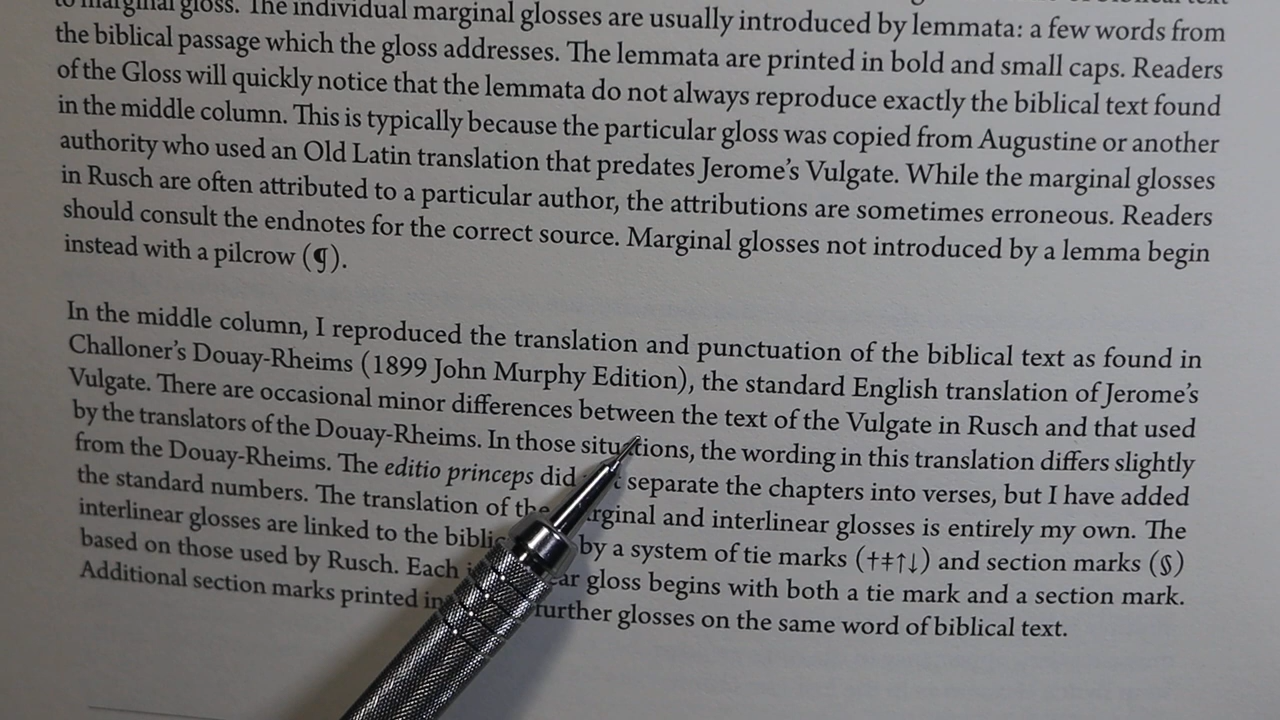 to marginal gloss. The individual marginal glosses are usually introduced by lemmata: a few words from
the biblical passage which the gloss addresses. The lemmata are printed in bold and small caps. Readers
of the Gloss will quickly notice that the lemmata do not always reproduce exactly the biblical text found
in the middle column. This is typically because the particular gloss was copied from Augustine or another
authority who used an Old Latin translation that predates Jerome's Vulgate. While the marginal glosses
in Rusch are often attributed to a particular author, the attributions are sometimes erroneous. Readers
should consult the endnotes for the correct source. Marginal glosses not introduced by a lemma begin
instead with a pilcrow (¶).
In the middle column, I reproduced the translation and punctuation of the biblical text as found in
Challoner's Douay-Rheims (1899 John Murphy Edition), the standard English translation of Jerome's
Vulgate. There are occasional minor differences between the text of the Vulgate in Rusch and that used
by the translators of the Douay-Rheims. In those situations, the wording in this translation differs slightly
from the Douay-Rheims. The editio princeps did separate the chapters into verses, but I have added
the standard numbers. The translation of the marginal and interlinear glosses is entirely my own. The
interlinear glosses are linked to the by a system of tie marks (†‡↑↓) and section marks (§)
based on those used by Rusch. Each gloss begins with both a tie mark and a section mark.
Additional section marks printed further glosses on the same word of biblical text.